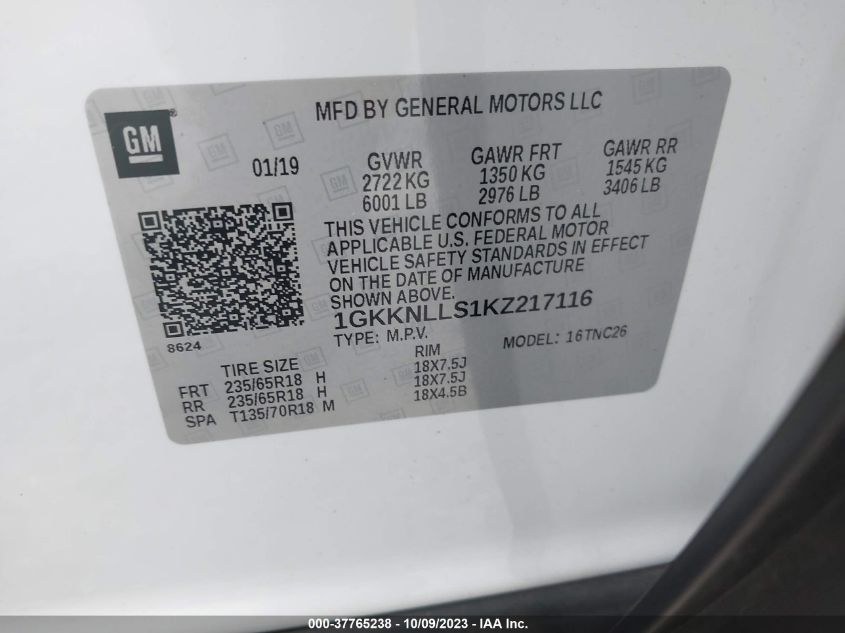 GM
MFD BY GENERAL MOTORS LLC
01/19
GVWR
2722 KG
6001 LB
GAWR FRT
1350 KG
2976 LB
GAWR RR
1545 KG
3406 LB
THIS VEHICLE CONFORMS TO ALL
APPLICABLE U.S. FEDERAL MOTOR
VEHICLE SAFETY STANDARDS IN EFFECT
ON THE DATE OF MANUFACTURE
SHOWN ABOVE.
1GKKNLLS1KZ217116
TYPE: M.P.V.
MODEL: 16TNC26
8624
TIRE SIZE RIM
FRT 235/65R18 H 18X7.5J
RR 235/65R18 H 18X7.5J
SPA T135/70R18 M 18X4.5B
000-37765238 - 10/09/2023 - IAA Inc.